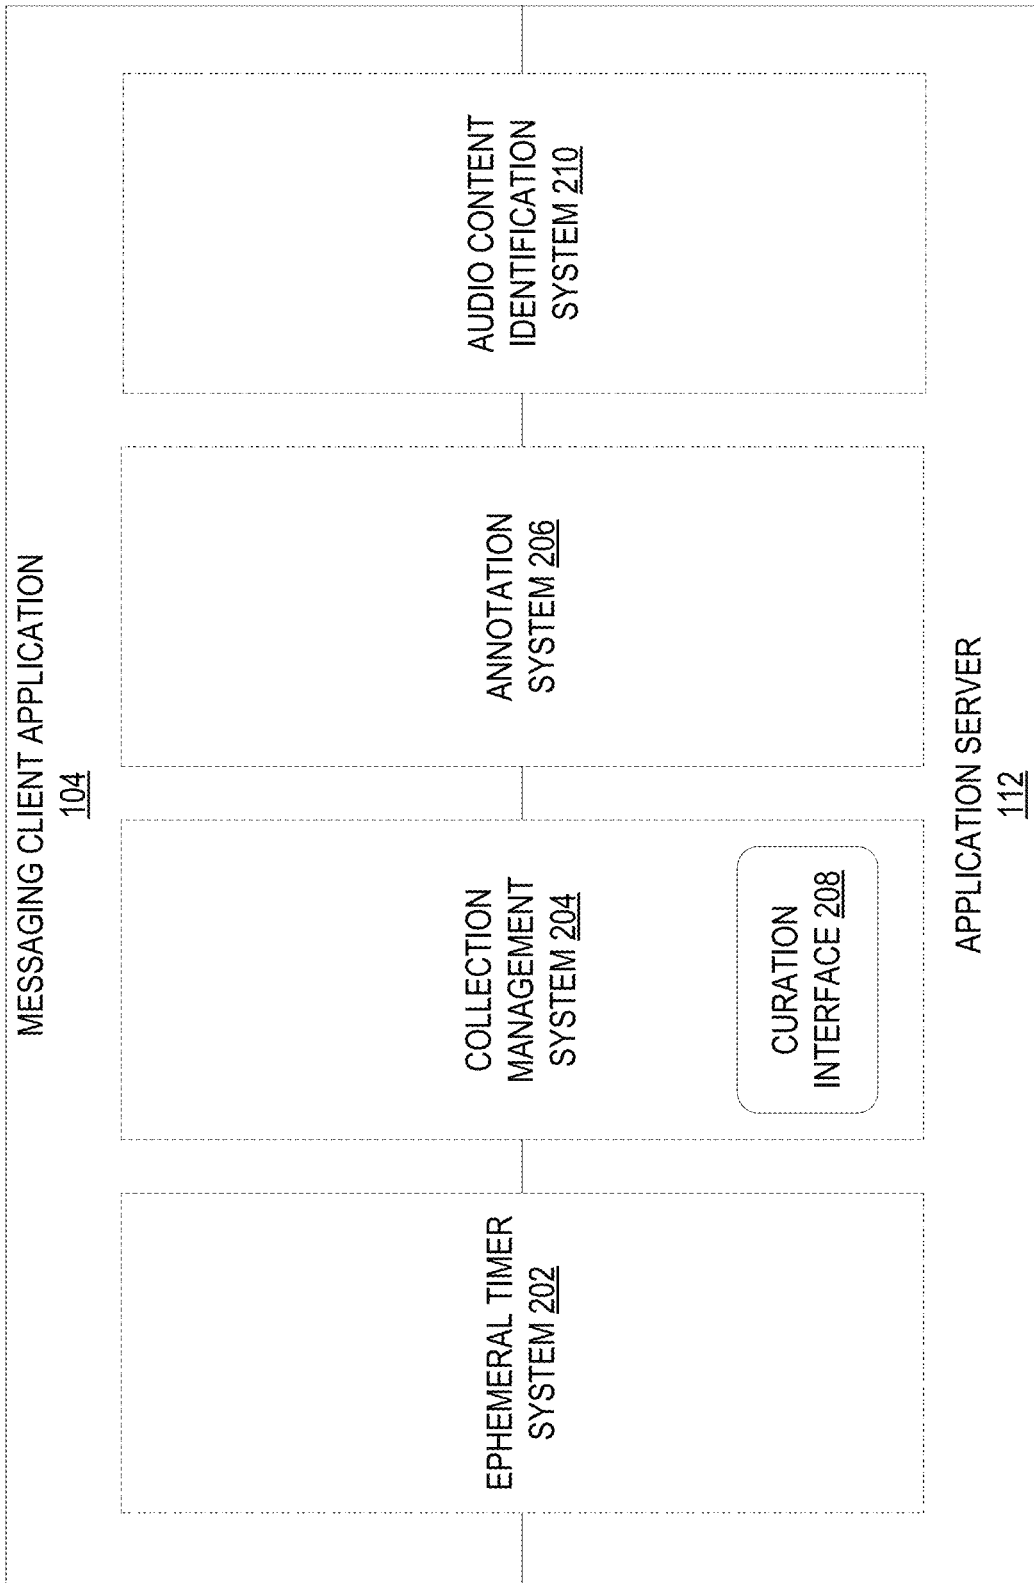 MESSAGING CLIENT APPLICATION
104
EPHEMERAL TIMER
SYSTEM 202
COLLECTION
MANAGEMENT
SYSTEM 204
CURATION
INTERFACE 208
ANNOTATION
SYSTEM 206
AUDIO CONTENT
IDENTIFICATION
SYSTEM 210
APPLICATION SERVER
112